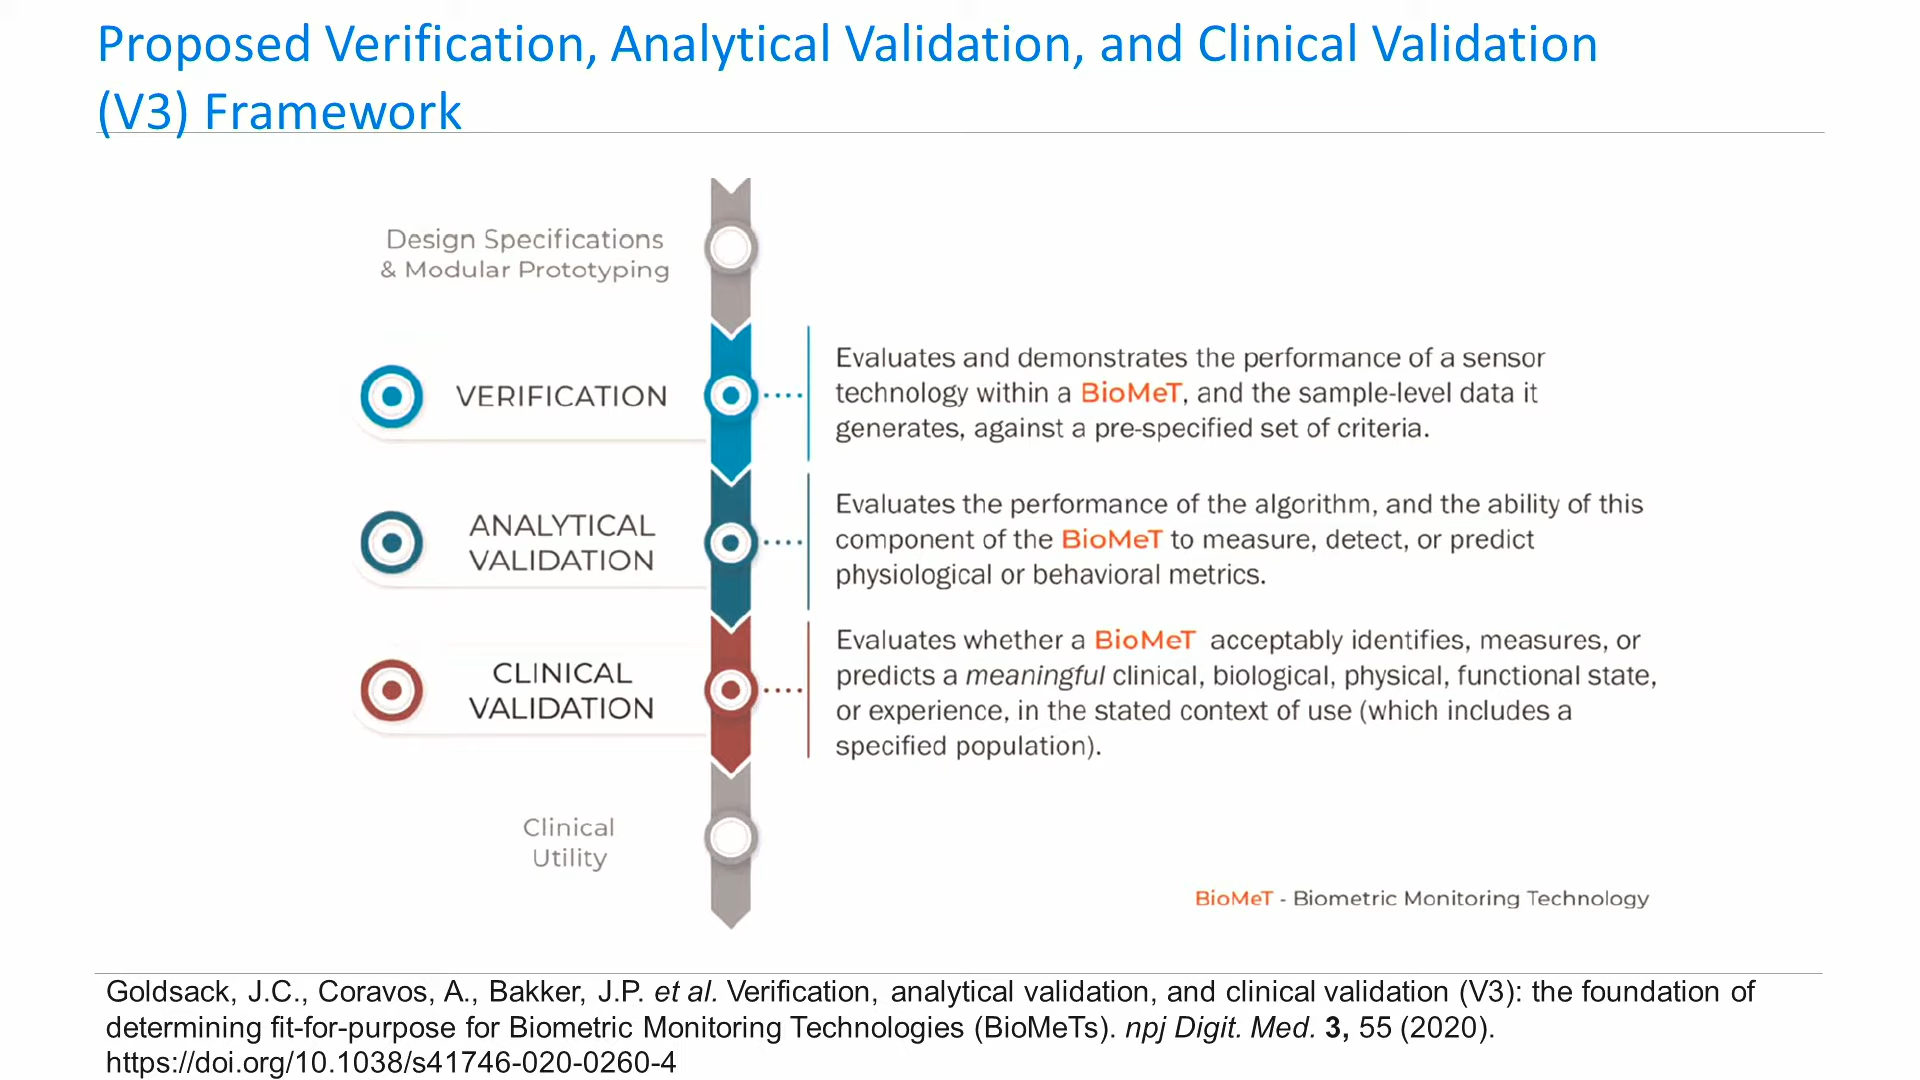 Proposed Verification, Analytical Validation, and Clinical Validation
(V3) Framework
Design Specifications
& Modular Prototyping
VERIFICATION
Evaluates and demonstrates the performance of a sensor
technology within a BioMeT, and the sample-level data it
generates, against a pre-specified set of criteria.
ANALYTICAL
VALIDATION
Evaluates the performance of the algorithm, and the ability of this
component of the BioMeT to measure, detect, or predict
physiological or behavioral metrics.
CLINICAL
VALIDATION
Evaluates whether a BioMeT acceptably identifies, measures, or
predicts a meaningful clinical, biological, physical, functional state,
or experience, in the stated context of use (which includes a
specified population).
Clinical
Utility
BioMeT - Biometric Monitoring Technology
Goldsack, J.C., Coravos, A., Bakker, J.P. et al. Verification, analytical validation, and clinical validation (V3): the foundation of
determining fit-for-purpose for Biometric Monitoring Technologies (BioMeTs). npj Digit. Med. 3, 55 (2020).
https://doi.org/10.1038/s41746-020-0260-4